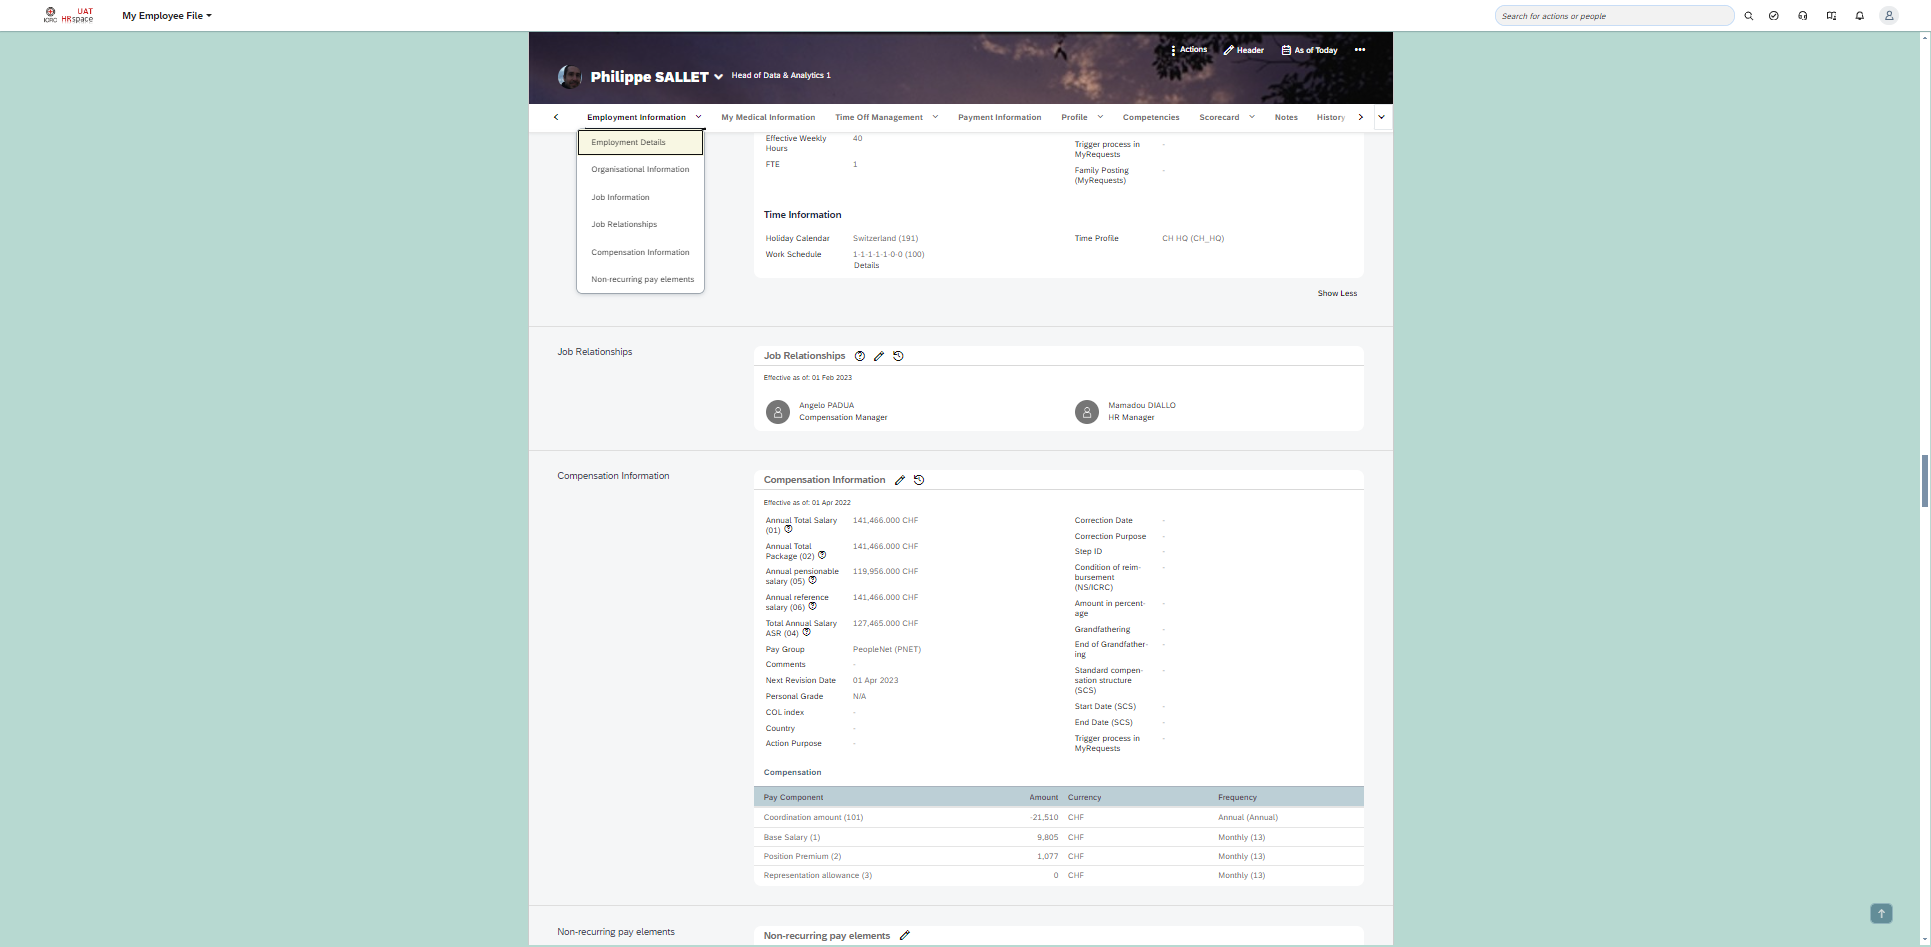 ICRC
UAT
HRspace
My Employee File
Search for actions or people
Actions
Header
As of Today
Philippe SALLET
Head of Data & Analytics 1
Employment Information
My Medical Information
Time Off Management
Payment Information
Profile
Competencies
Scorecard
Notes
History
Employment Details
Organisational Information
Job Information
Job Relationships
Compensation Information
Non-recurring pay elements
Effective Weekly
Hours
40
FTE
1
Trigger process in
MyRequests
-
Family Posting
(MyRequests)
-
Time Information
Holiday Calendar
Switzerland (191)
Time Profile
CH HQ (CH_HQ)
Work Schedule
1-1-1-1-1-0-0 (100)
Details
Show Less
Job Relationships
Job Relationships
Effective as of: 01 Feb 2023
Angelo PADUA
Compensation Manager
Mamadou DIALLO
HR Manager
Compensation Information
Compensation Information
Effective as of: 01 Apr 2022
Annual Total Salary
(01)
141,466.000 CHF
Annual Total
Package (02)
141,466.000 CHF
Annual pensionable
salary (05)
119,956.000 CHF
Annual reference
salary (06)
141,466.000 CHF
Total Annual Salary
ASR (04)
127,465.000 CHF
Pay Group
PeopleNet (PNET)
Comments
-
Next Revision Date
01 Apr 2023
Personal Grade
N/A
COL index
-
Country
-
Action Purpose
-
Correction Date
-
Correction Purpose
-
Step ID
-
Condition of reim-
bursement
(NS/ICRC)
-
Amount in percent-
age
-
Grandfathering
-
End of Grandfather-
ing
-
Standard compen-
sation structure
(SCS)
-
Start Date (SCS)
-
End Date (SCS)
-
Trigger process in
MyRequests
-
Compensation
Pay Component Amount Currency Frequency
Coordination amount (101) -21,510 CHF Annual (Annual)
Base Salary (1) 9,805 CHF Monthly (13)
Position Premium (2) 1,077 CHF Monthly (13)
Representation allowance (3) 0 CHF Monthly (13)
Non-recurring pay elements
Non-recurring pay elements